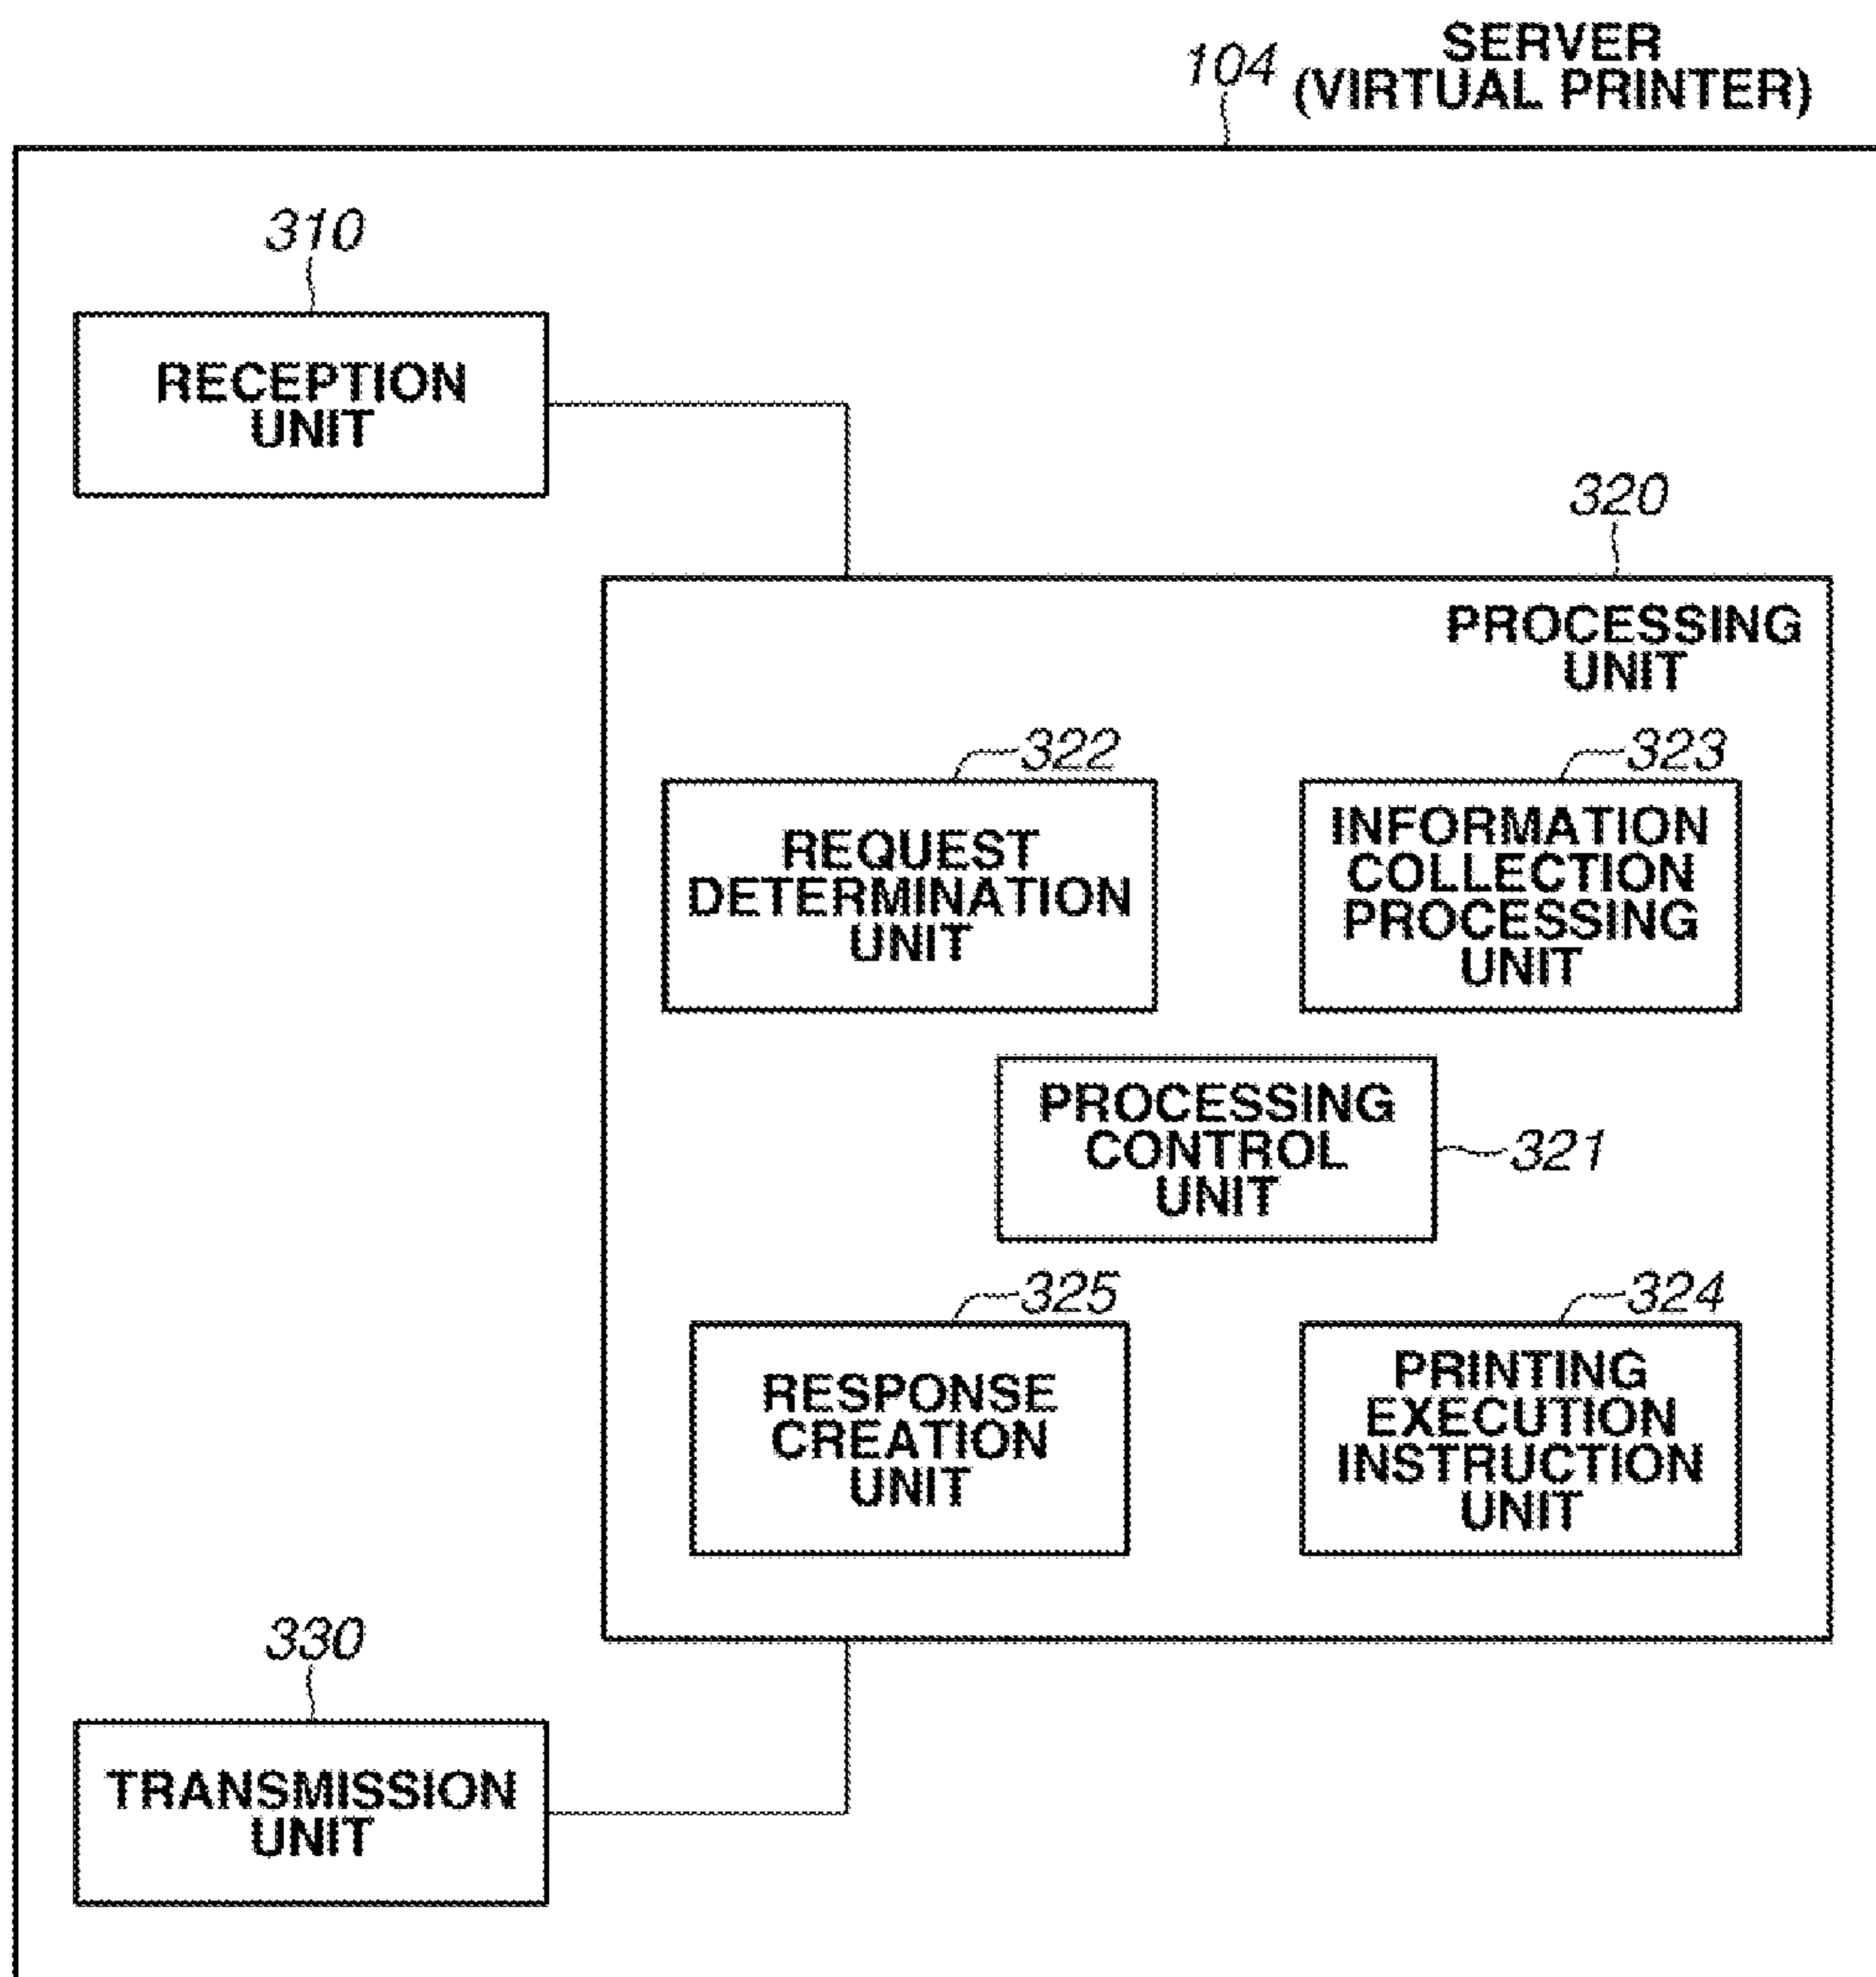 SERVER
104 (VIRTUAL PRINTER)
310
RECEPTION
UNIT
320
PROCESSING
UNIT
322
REQUEST
DETERMINATION
UNIT
323
INFORMATION
COLLECTION
PROCESSING
UNIT
PROCESSING
CONTROL
UNIT
321
325
RESPONSE
CREATION
UNIT
324
PRINTING
EXECUTION
INSTRUCTION
UNIT
330
TRANSMISSION
UNIT